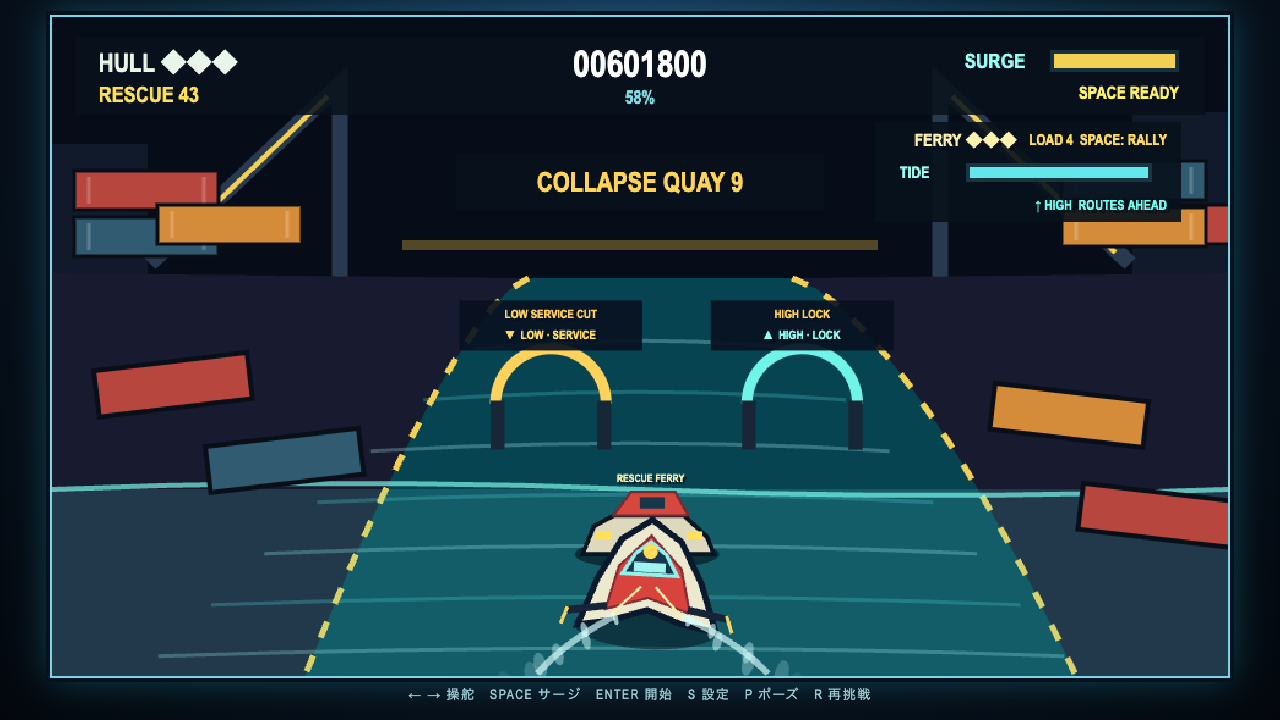 HULL
RESCUE 43
00601800
58%
SURGE
SPACE READY
FERRY LOAD 4 SPACE: RALLY
TIDE
↑ HIGH ROUTES AHEAD
COLLAPSE QUAY 9
LOW SERVICE CUT
▼ LOW · SERVICE
HIGH LOCK
▲ HIGH · LOCK
RESCUE FERRY
← → 操舵 SPACE サージ ENTER 開始 S 設定 P ポーズ R 再挑戦